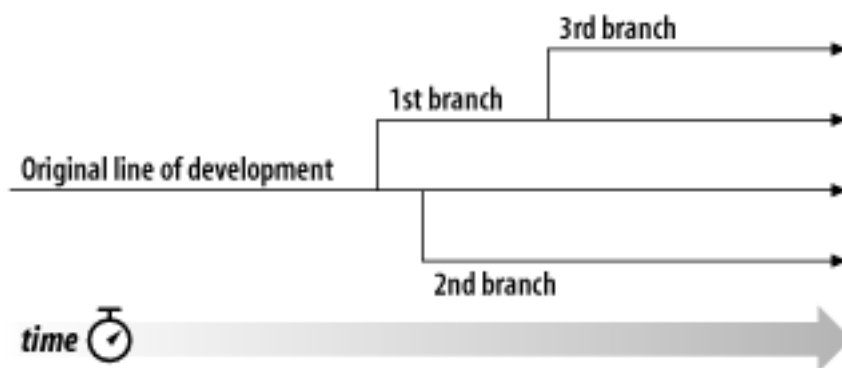 3rd branch
1st branch
Original line of development
2nd branch
time